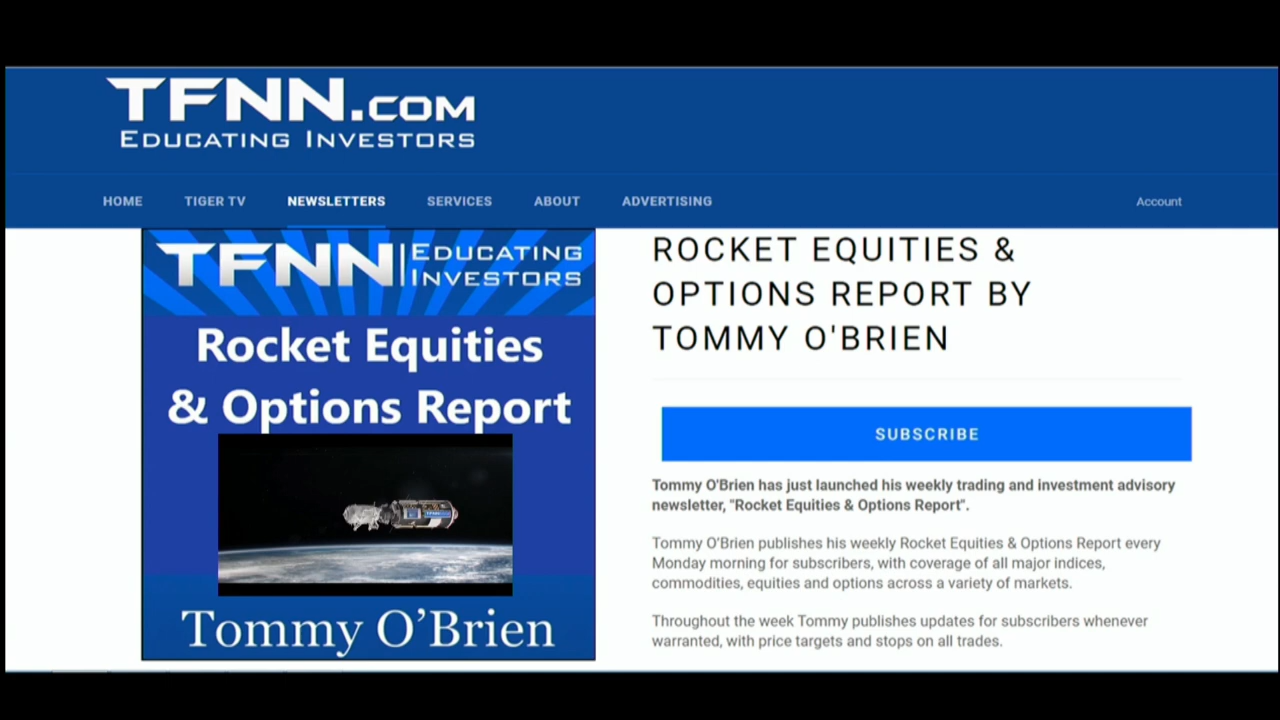 TFNN.COM
EDUCATING INVESTORS
HOME TIGER TV NEWSLETTERS SERVICES ABOUT ADVERTISING Account
TFNN | EDUCATING
INVESTORS
Rocket Equities
& Options Report
Tommy O’Brien
ROCKET EQUITIES &
OPTIONS REPORT BY
TOMMY O'BRIEN
SUBSCRIBE
Tommy O'Brien has just launched his weekly trading and investment advisory
newsletter, "Rocket Equities & Options Report".
Tommy O'Brien publishes his weekly Rocket Equities & Options Report every
Monday morning for subscribers, with coverage of all major indices,
commodities, equities and options across a variety of markets.
Throughout the week Tommy publishes updates for subscribers whenever
warranted, with price targets and stops on all trades.